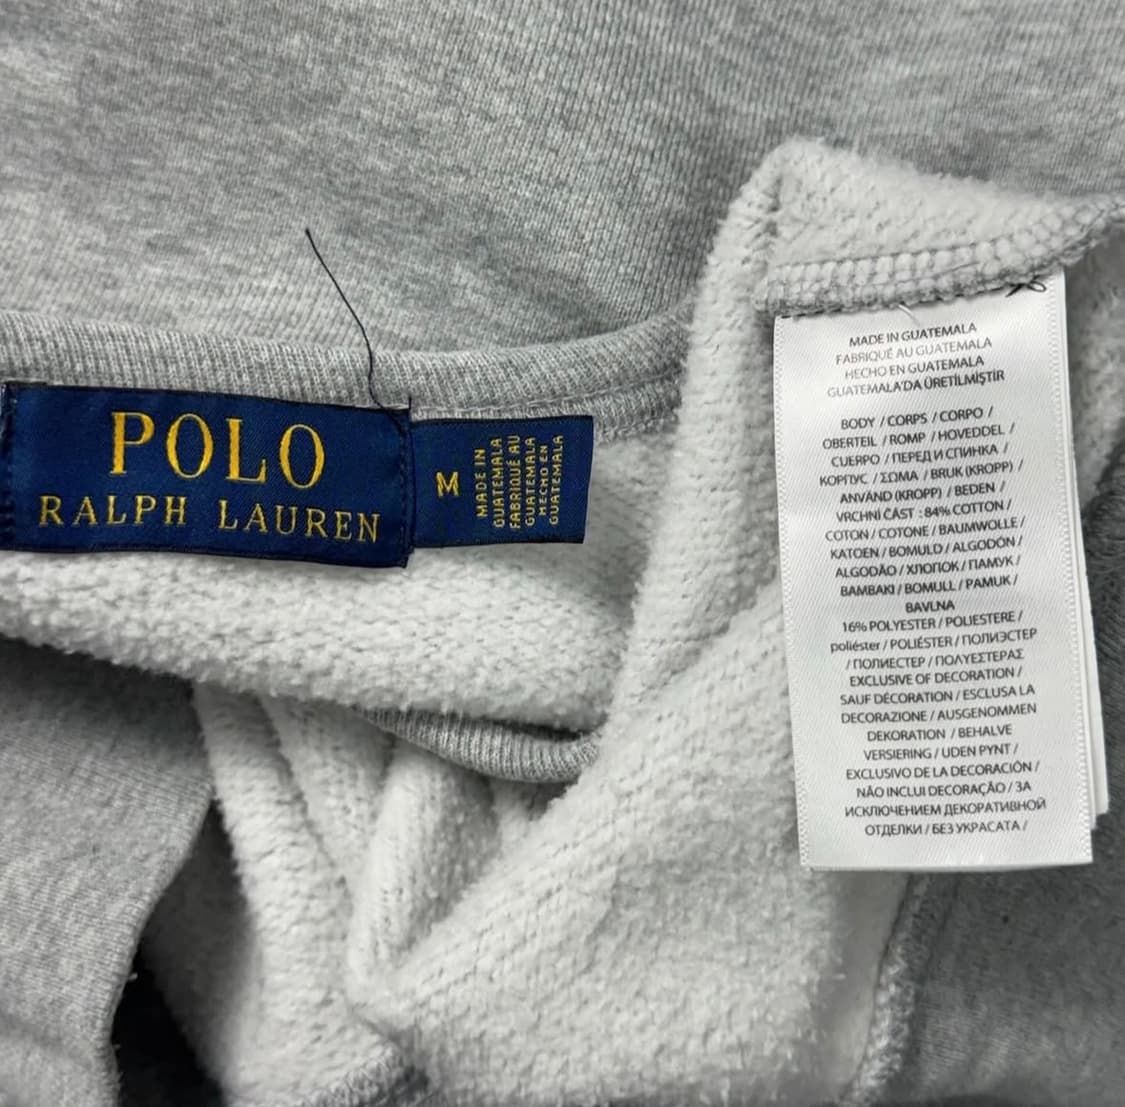 POLO
RALPH LAUREN
M
MADE IN
GUATEMALA
FABRIQUÉ AU
GUATEMALA
HECHO EN
GUATEMALA
MADE IN GUATEMALA
FABRIQUÉ AU GUATEMALA
HECHO EN GUATEMALA
GUATEMALA'DA ÜRETİLMİŞTİR
BODY / CORPS / CORPO /
OBERTEIL / ROMP / HOVEDDEL /
CUERPO / ПЕРЕД И СПИНКА /
КОРПУС / ΣΩΜΑ / BRUK (KROPP) /
ANVÄND (KROPP) / BEDEN /
VRCHNÍ ČÁST : 84% COTTON /
COTON / COTONE / BAUMWOLLE /
KATOEN / BOMULD / ALGODÓN /
ALGODÃO / ХЛОПОК / ПАМУК /
BAMBAKI / BOMULL / PAMUK /
BAVLNA
16% POLYESTER / POLIESTERE /
poliéster / POLIÉSTER / ПОЛИЭСТЕР
/ ПОЛИЕСТЕР / ΠΟΛΥΕΣΤΕΡΑΣ
EXCLUSIVE OF DECORATION /
SAUF DÉCORATION / ESCLUSA LA
DECORAZIONE / AUSGENOMMEN
DEKORATION / BEHALVE
VERSIERING / UDEN PYNT /
EXCLUSIVO DE LA DECORACIÓN /
NÃO INCLUI DECORAÇÃO / ЗА
ИСКЛЮЧЕНИЕМ ДЕКОРАТИВНОЙ
ОТДЕЛКИ / БЕЗ УКРАСАТА /